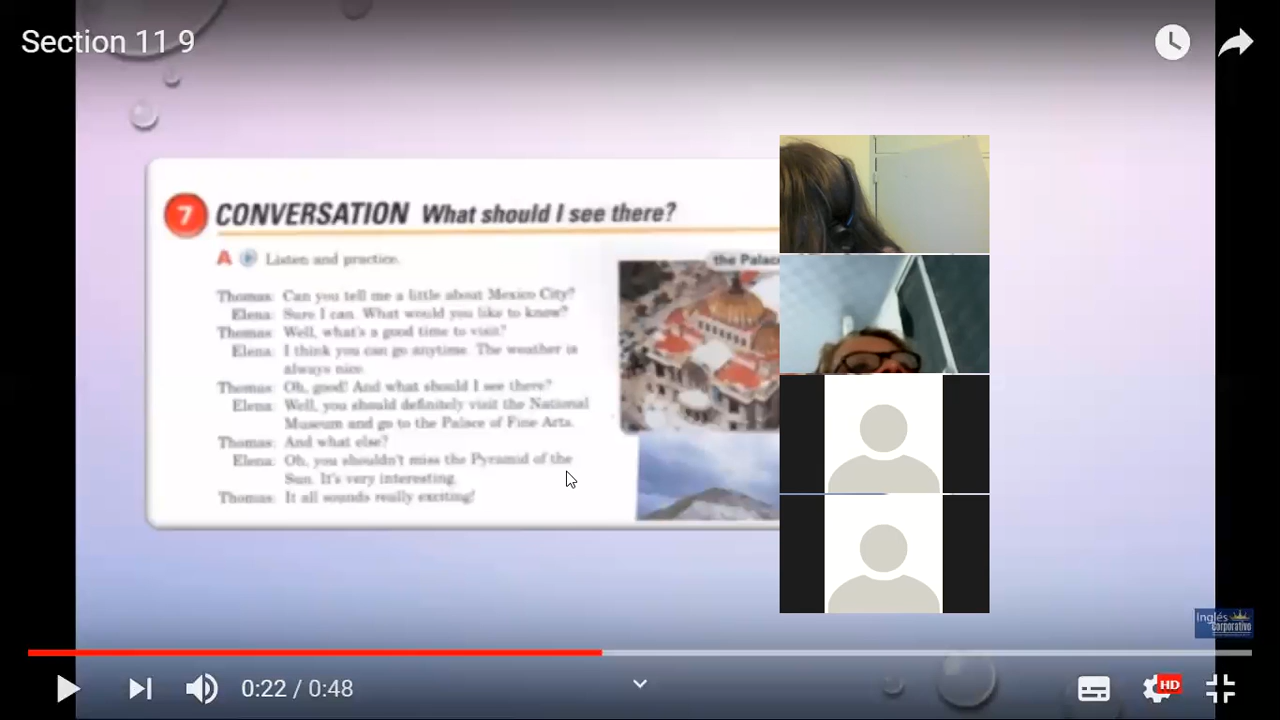 Section 11 9
7 CONVERSATION What should I see there?
A Listen and practice.
the Palac
Thomas: Can you tell me a little about Mexico City?
Elena: Sure I can. What would you like to know?
Thomas: Well, what's a good time to visit?
Elena: I think you can go anytime. The weather is
always nice.
Thomas: Oh, good! And what should I see there?
Elena: Well, you should definitely visit the National
Museum and go to the Palace of Fine Arts.
Thomas: And what else?
Elena: Oh, you shouldn't miss the Pyramid of the
Sun. It's very interesting.
Thomas: It all sounds really exciting!
Inglés
Corporativo
0:22 / 0:48
HD